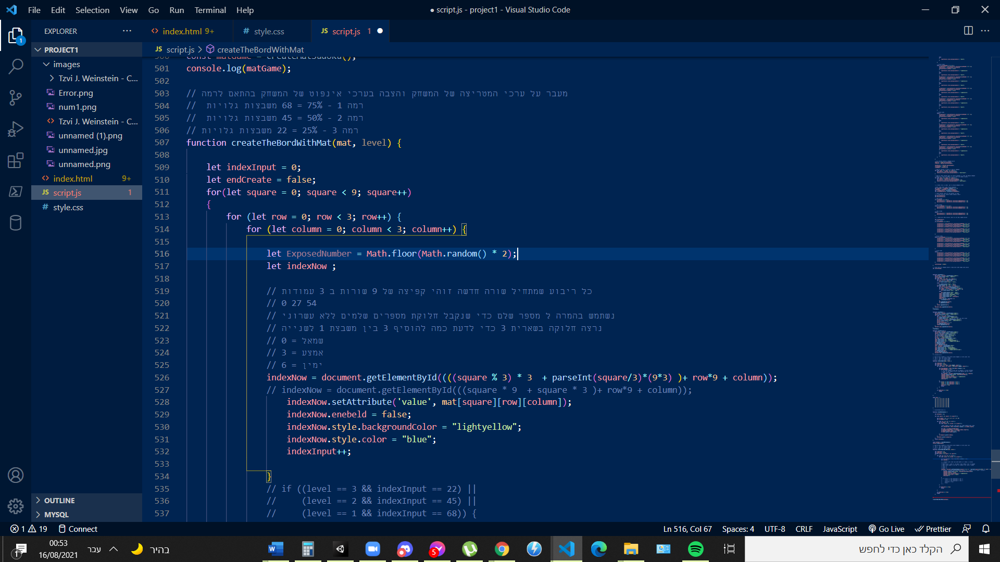 File Edit Selection View Go Run Terminal Help
● script.js - project1 - Visual Studio Code
EXPLORER ···
index.html 9+
# style.css
JS script.js 1 ●
PROJECT1
JS script.js > createTheBordWithMat
images
Tzvi J. Weinstein - C...
Error.png
num1.png
Tzvi J. Weinstein - C...
unnamed (1).png
unnamed.jpg
unnamed.png
index.html 9+
JS script.js 1
# style.css
OUTLINE
MYSQL
500 const matGame = createMatSudoku();
501 console.log(matGame);
502
503 // מעבר על ערכי המטריצה של המשחק והצבה בערכי אינפוט של המשחק בהתאם לרמה
504 // רמה 1 - 75% = 68 משבצות גלויות
505 // רמה 2 - 50% = 45 משבצות גלויות
506 // רמה 3 - 25% = 22 משבצות גלויות
507 function createTheBordWithMat(mat, level) {
508
509 let indexInput = 0;
510 let endCreate = false;
511 for(let square = 0; square < 9; square++)
512 {
513 for (let row = 0; row < 3; row++) {
514 for (let column = 0; column < 3; column++) {
515
516 let ExposedNumber = Math.floor(Math.random() * 2);
517 let indexNow ;
518
519 // כל ריבוע שמתחיל שורה חדשה זוהי קפיצה של 9 שורות ב 3 עמודות
520 // 0 27 54
521 // נשתמש בהמרה ל מספר שלם כדי שנקבל חלוקת מספרים שלמים ללא עשרוני
522 // נרצה חלוקה בשארית 3 כדי לדעת כמה להוסיף 3 בין משבצת 1 לשנייה
523 // שמאל = 0
524 // אמצע = 3
525 // ימין = 6
526 indexNow = document.getElementById((((square % 3) * 3  + parseInt(square/3)*(9*3) )+ row*9 + column));
527 // indexNow = document.getElementById(((square * 9  + square * 3 )+ row*9 + column));
528 indexNow.setAttribute('value', mat[square][row][column]);
529 indexNow.enebeld = false;
530 indexNow.style.backgroundColor = "lightyellow";
531 indexNow.style.color = "blue";
532 indexInput++;
533
534 }
535 // if ((level == 3 && indexInput == 22) ||
536 //     (level == 2 && indexInput == 45) ||
537 //     (level == 1 && indexInput == 68)) {
1 19 Connect
Ln 516, Col 67 Spaces: 4 UTF-8 CRLF JavaScript Go Live Prettier
1
00:53
16/08/2021
עבר
בהיר
5
הקלד כאן כדי לחפש